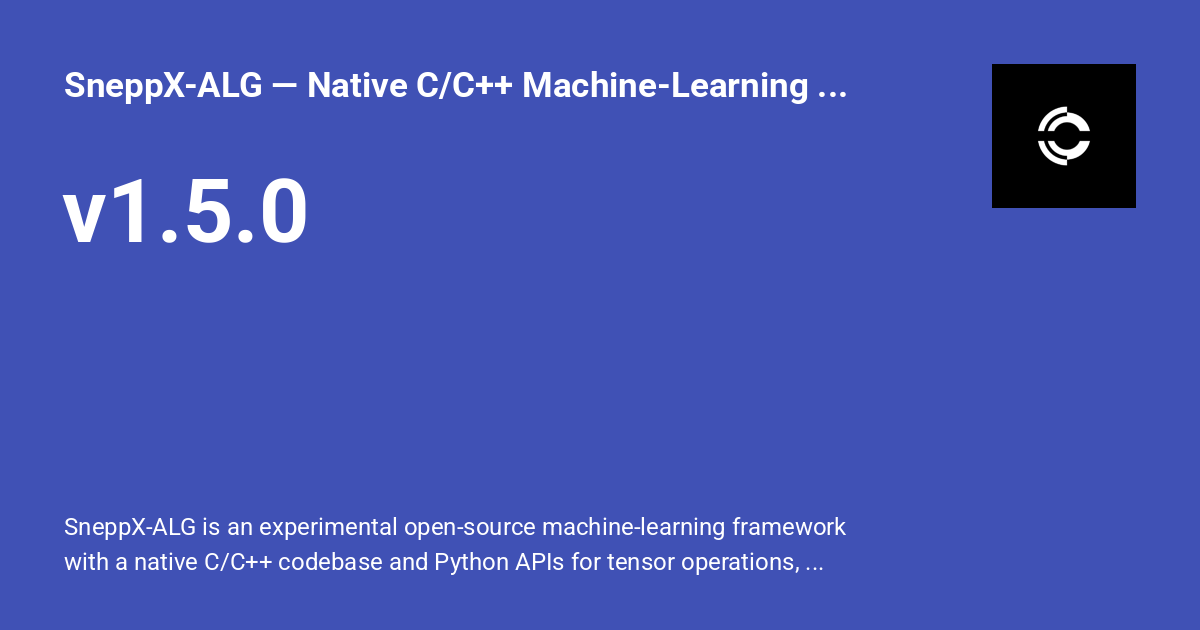 SneppX-ALG — Native C/C++ Machine-Learning ...
v1.5.0
SneppX-ALG is an experimental open-source machine-learning framework
with a native C/C++ codebase and Python APIs for tensor operations, ...